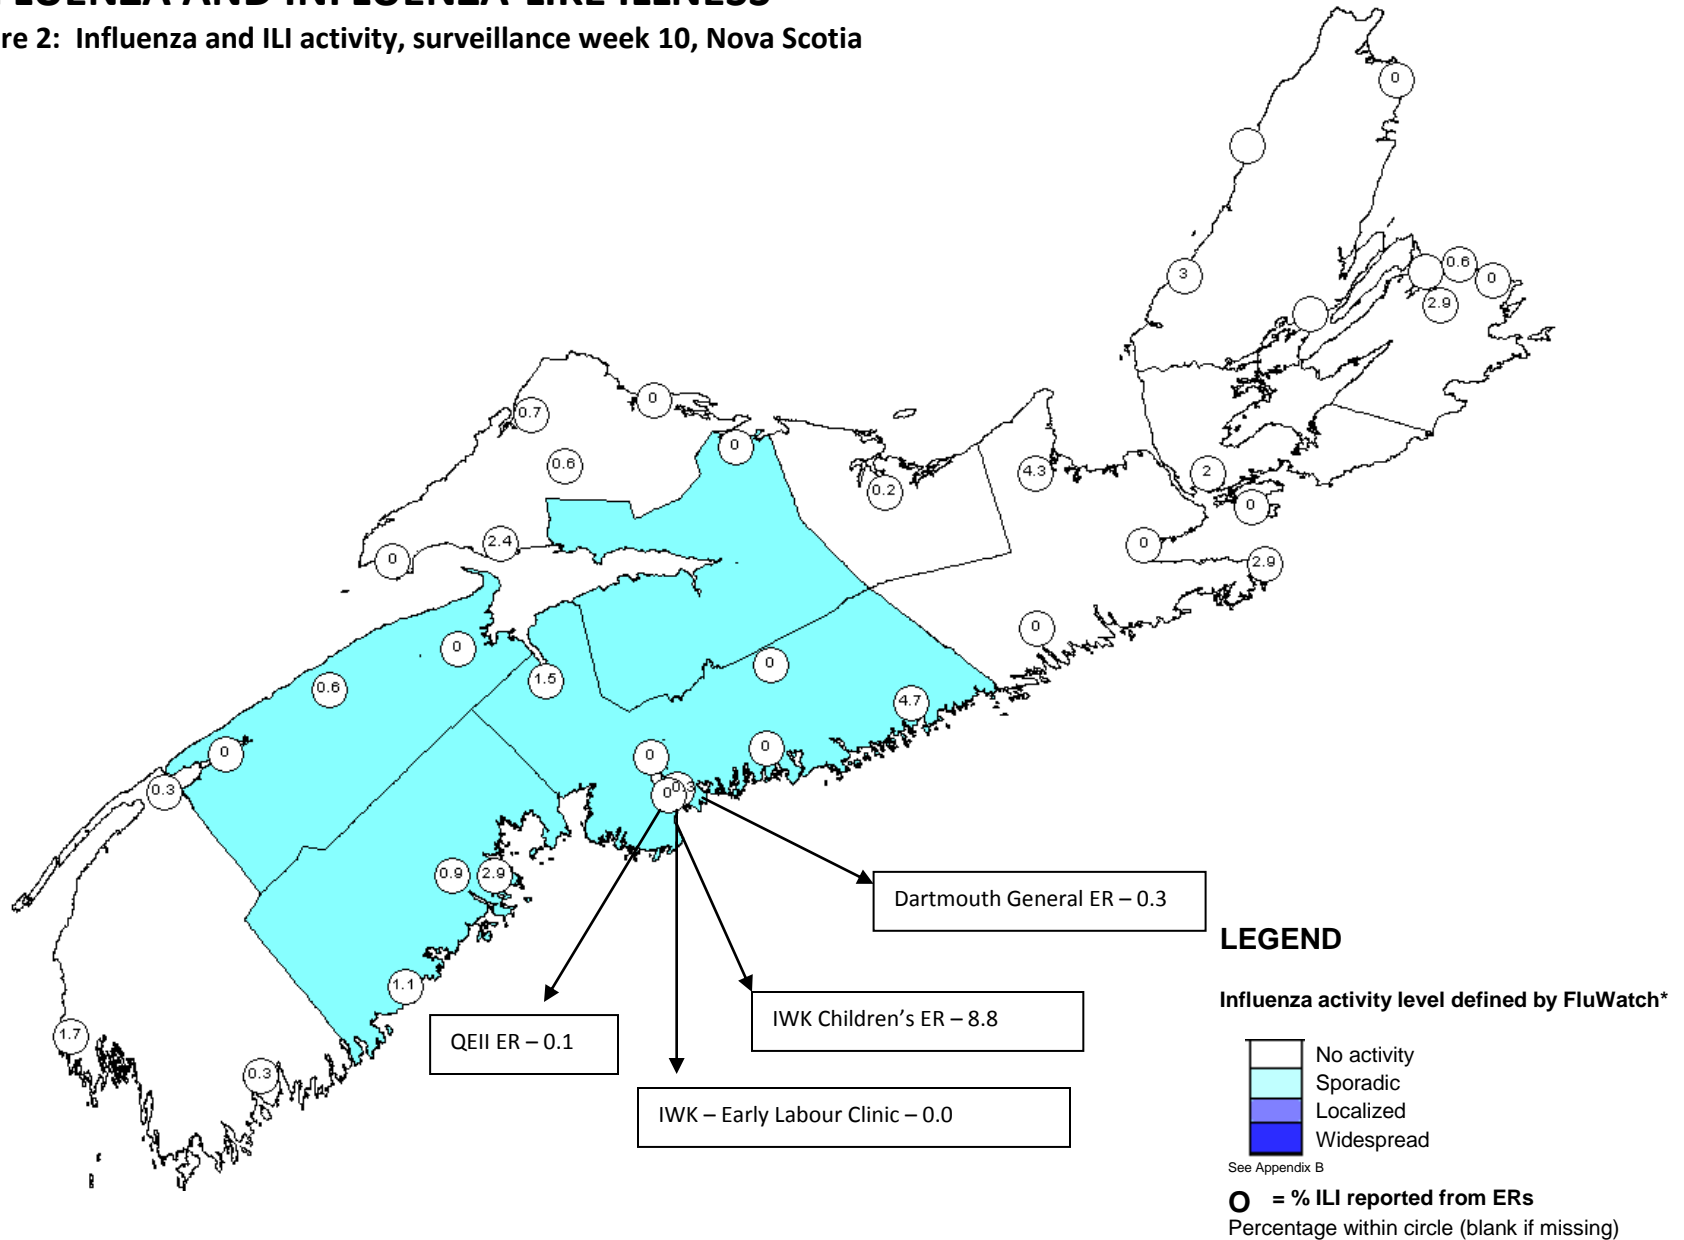 FLUENZA AND INFLUENZA-LIKE ILLNESS
re 2: Influenza and ILI activity, surveillance week 10, Nova Scotia
0
3
0.6
0
2.9
0
0.7
0
0.6
4.3
2
0.2
0
2.4
0
0
2.9
0
0
0
1.5
0.6
4.7
0
0
0
0.3
0.3
0
0.9
2.9
1.1
1.7
0.3
Dartmouth General ER – 0.3
IWK Children’s ER – 8.8
QEII ER – 0.1
IWK – Early Labour Clinic – 0.0
LEGEND
Influenza activity level defined by FluWatch*
No activity
Sporadic
Localized
Widespread
See Appendix B
O = % ILI reported from ERs
Percentage within circle (blank if missing)